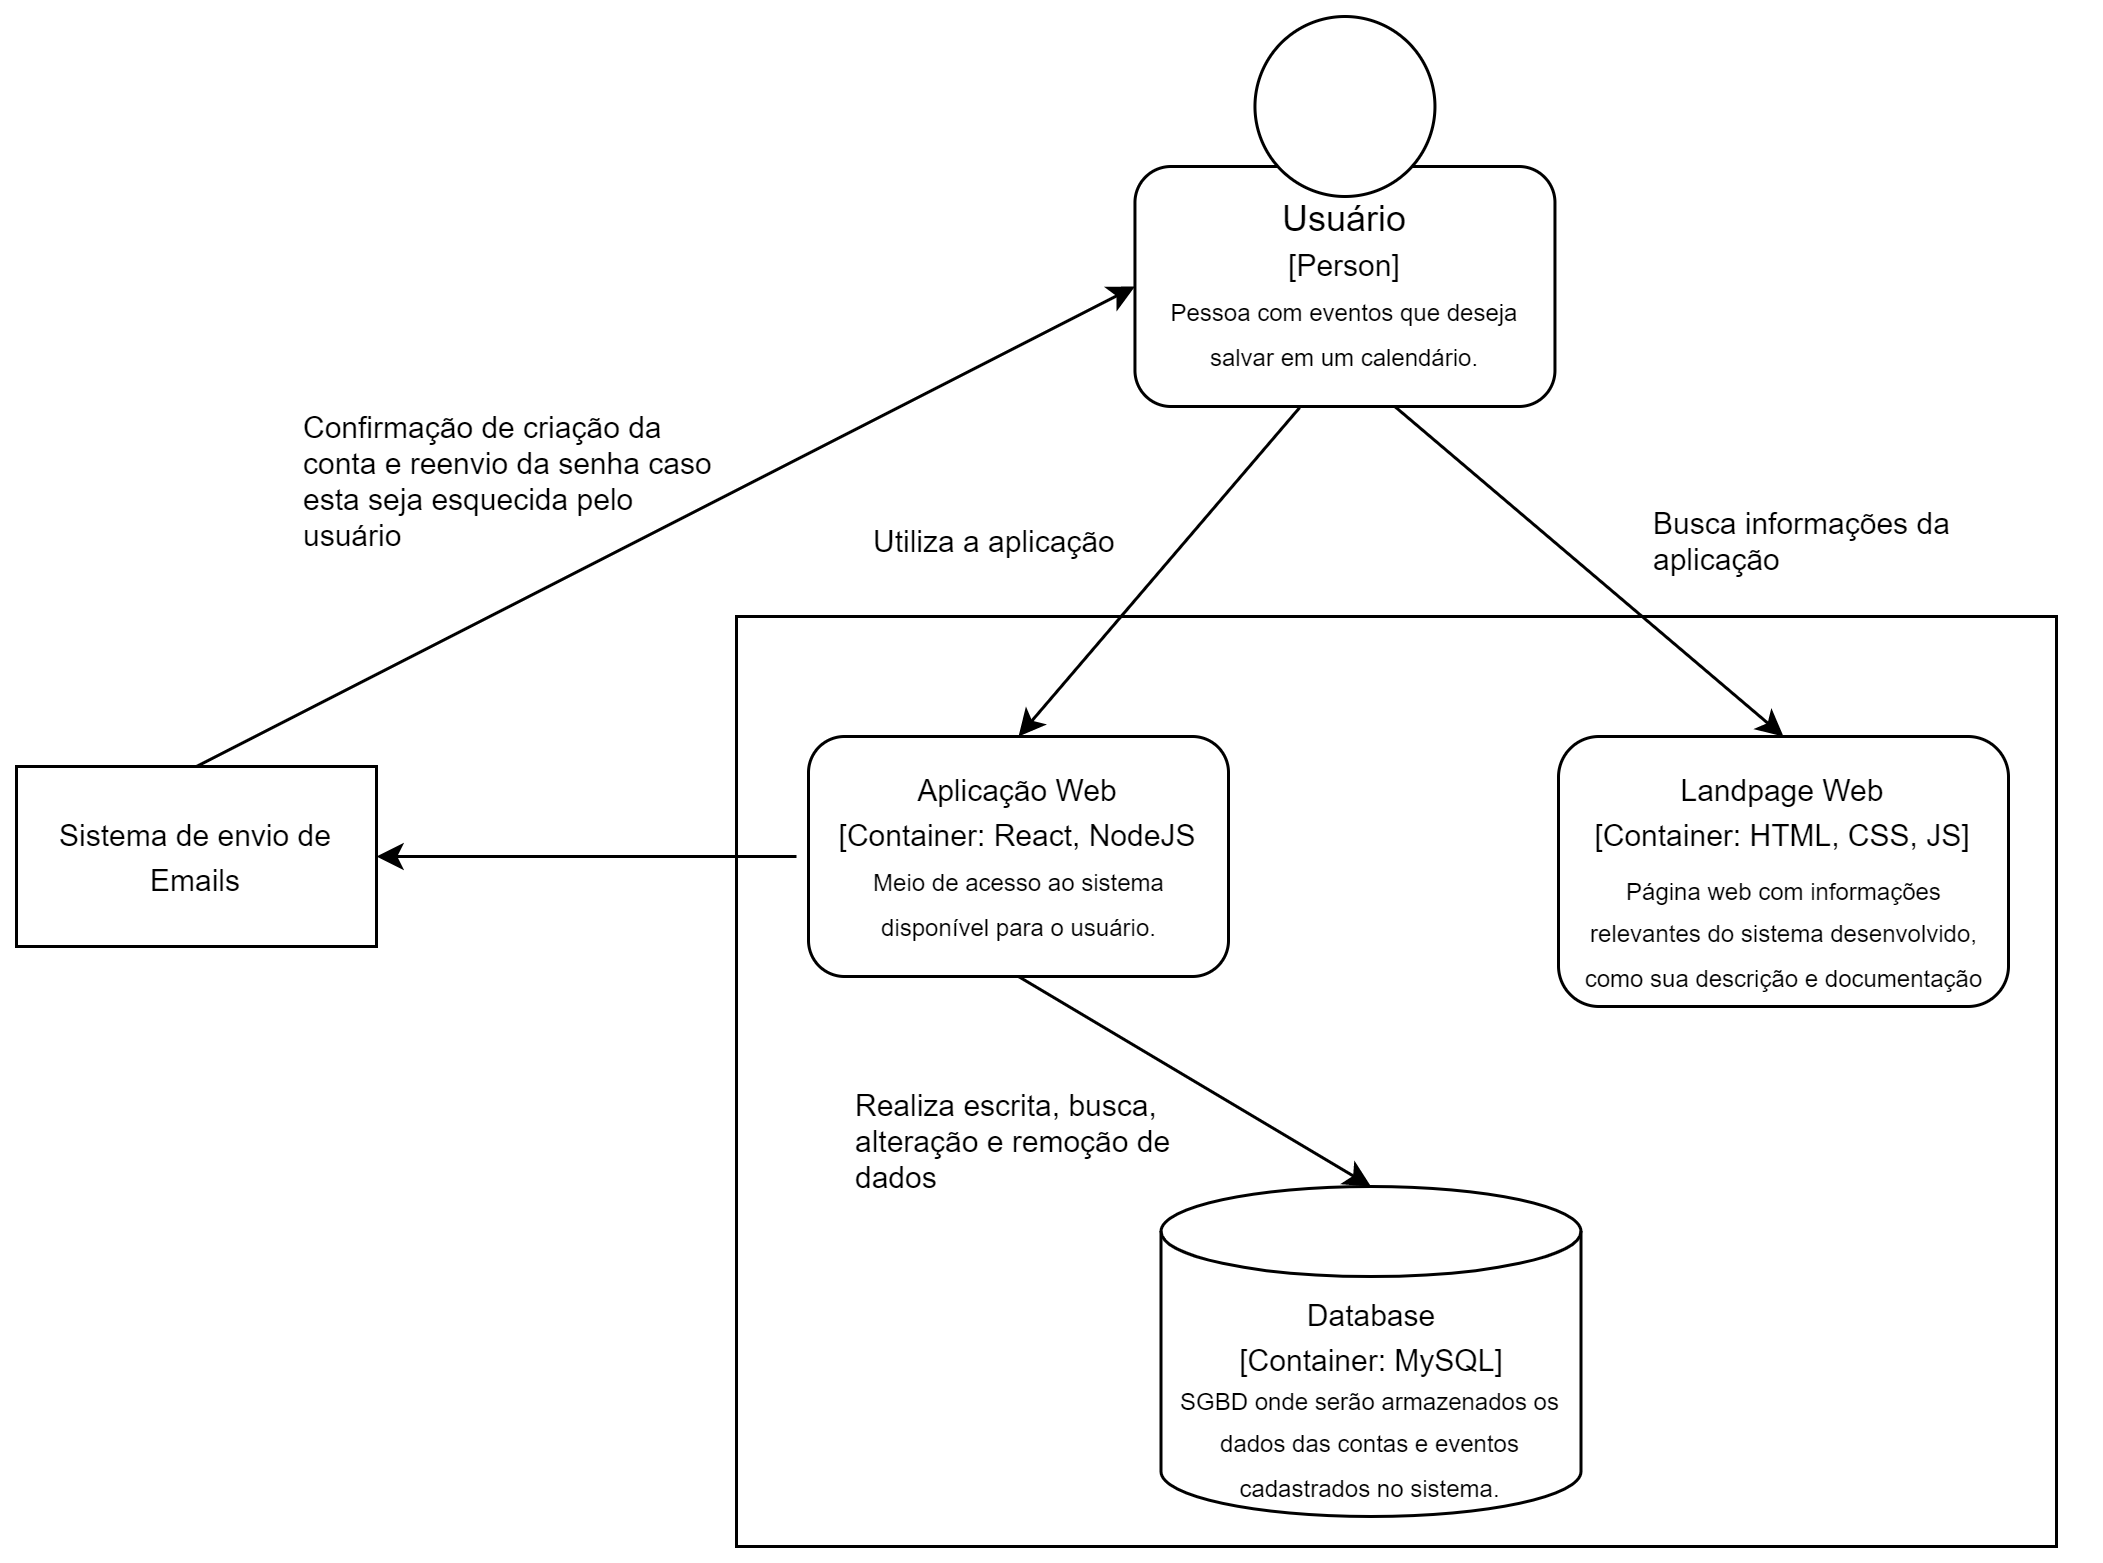 Usuário
[Person]
Pessoa com eventos que deseja
salvar em um calendário.
Confirmação de criação da
conta e reenvio da senha caso
esta seja esquecida pelo
usuário
Utiliza a aplicação
Busca informações da
aplicação
Sistema de envio de
Emails
Aplicação Web
[Container: React, NodeJS
Meio de acesso ao sistema
disponível para o usuário.
Landpage Web
[Container: HTML, CSS, JS]
Página web com informações
relevantes do sistema desenvolvido,
como sua descrição e documentação
Realiza escrita, busca,
alteração e remoção de
dados
Database
[Container: MySQL]
SGBD onde serão armazenados os
dados das contas e eventos
cadastrados no sistema.